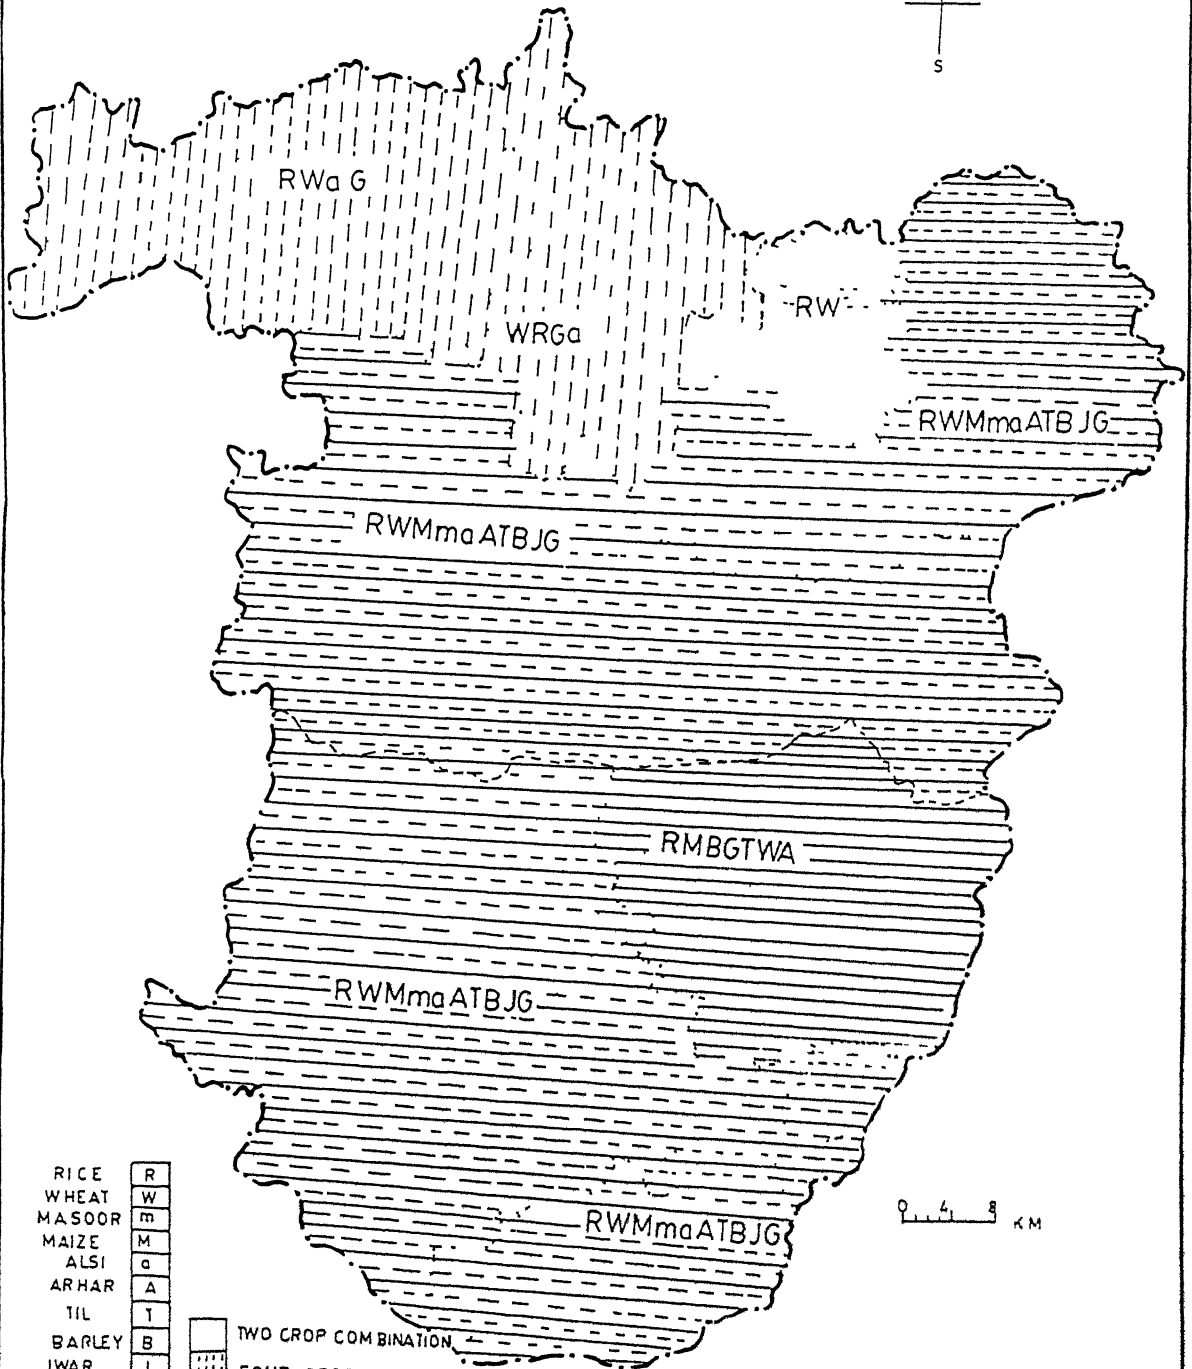 S
RWaG
WRGa
RW
RWMmaATBJG
RWMmaATBJG
RMBGTWA
RWMmaATBJG
RWMmaATBJG
0 4 8 KM
RICE R
WHEAT W
MASOOR m
MAIZE M
ALSI a
ARHAR A
TIL T
BARLEY B
TWO CROP COMBINATION